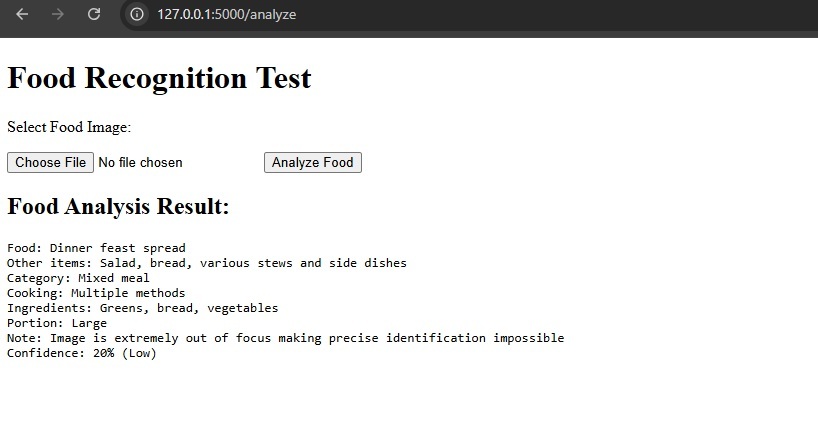 127.0.0.1:5000/analyze
Food Recognition Test
Select Food Image:
Choose File No file chosen Analyze Food
Food Analysis Result:
Food: Dinner feast spread
Other items: Salad, bread, various stews and side dishes
Category: Mixed meal
Cooking: Multiple methods
Ingredients: Greens, bread, vegetables
Portion: Large
Note: Image is extremely out of focus making precise identification impossible
Confidence: 20% (Low)